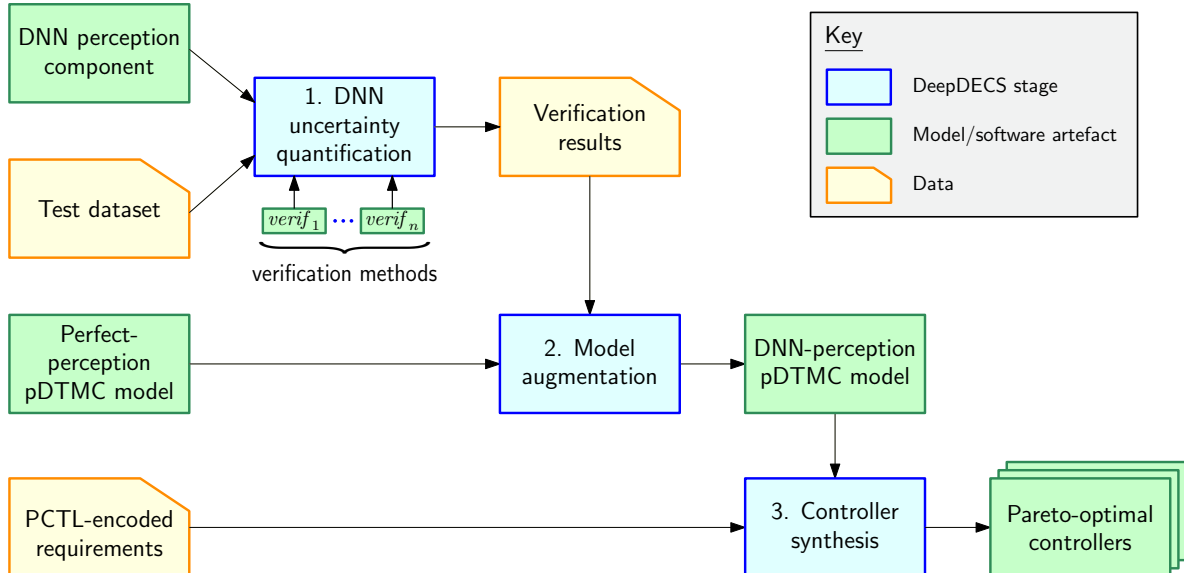 DNN perception
component
Test dataset
1. DNN
uncertainty
quantification
verif₁ ··· verifₙ
verification methods
Verification
results
Key
DeepDECS stage
Model/software artefact
Data
Perfect-
perception
pDTMC model
2. Model
augmentation
DNN-perception
pDTMC model
PCTL-encoded
requirements
3. Controller
synthesis
Pareto-optimal
controllers